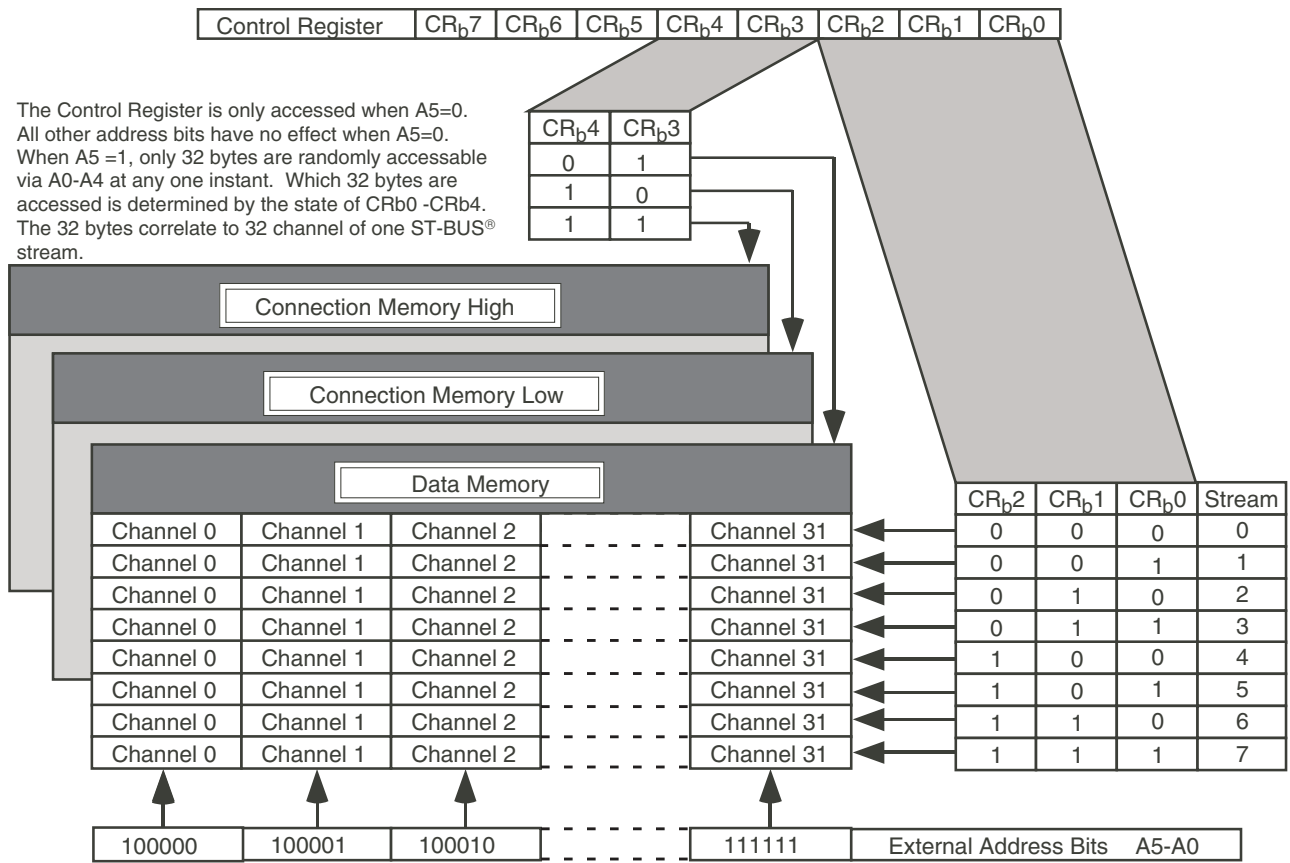 Control Register CRb7 CRb6 CRb5 CRb4 CRb3 CRb2 CRb1 CRb0
The Control Register is only accessed when A5=0.
All other address bits have no effect when A5=0.
When A5 =1, only 32 bytes are randomly accessable
via A0-A4 at any one instant. Which 32 bytes are
accessed is determined by the state of CRb0 -CRb4.
The 32 bytes correlate to 32 channel of one ST-BUS®
stream.
CRb4 CRb3
0 1
1 0
1 1
Connection Memory High
Connection Memory Low
Data Memory
CRb2 CRb1 CRb0 Stream
Channel 0 Channel 1 Channel 2 Channel 31 0 0 0 0
Channel 0 Channel 1 Channel 2 Channel 31 0 0 1 1
Channel 0 Channel 1 Channel 2 Channel 31 0 1 0 2
Channel 0 Channel 1 Channel 2 Channel 31 0 1 1 3
Channel 0 Channel 1 Channel 2 Channel 31 1 0 0 4
Channel 0 Channel 1 Channel 2 Channel 31 1 0 1 5
Channel 0 Channel 1 Channel 2 Channel 31 1 1 0 6
Channel 0 Channel 1 Channel 2 Channel 31 1 1 1 7
100000 100001 100010 111111 External Address Bits A5-A0